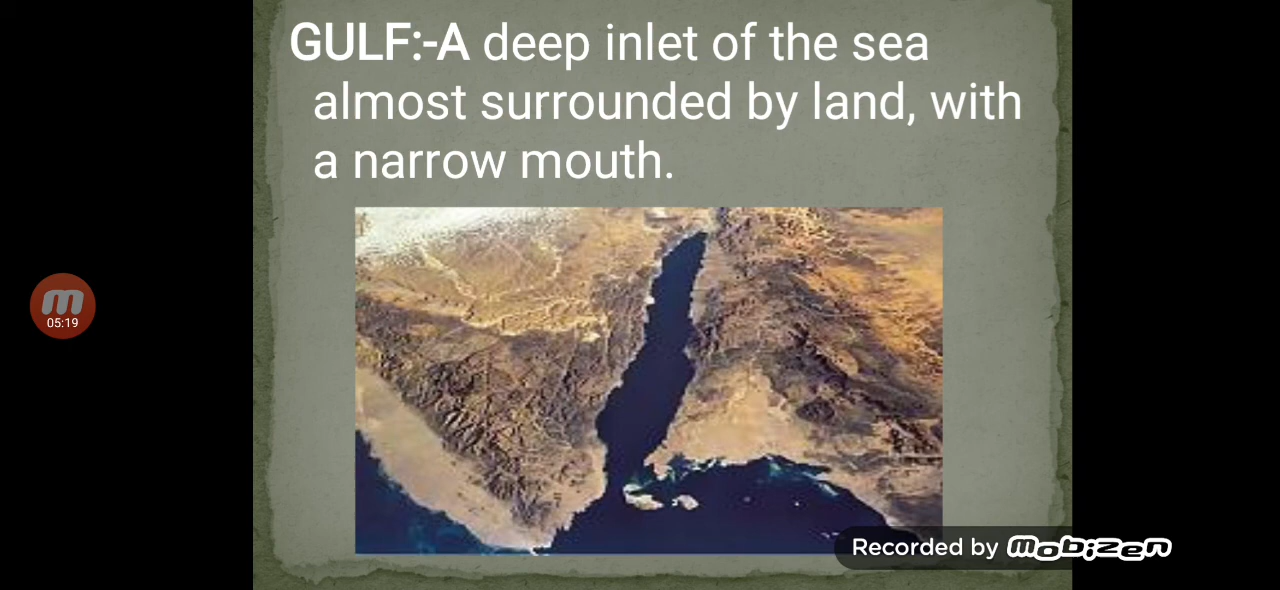 GULF:-A deep inlet of the sea
almost surrounded by land, with
a narrow mouth.
m
05:19
Recorded by mobizen